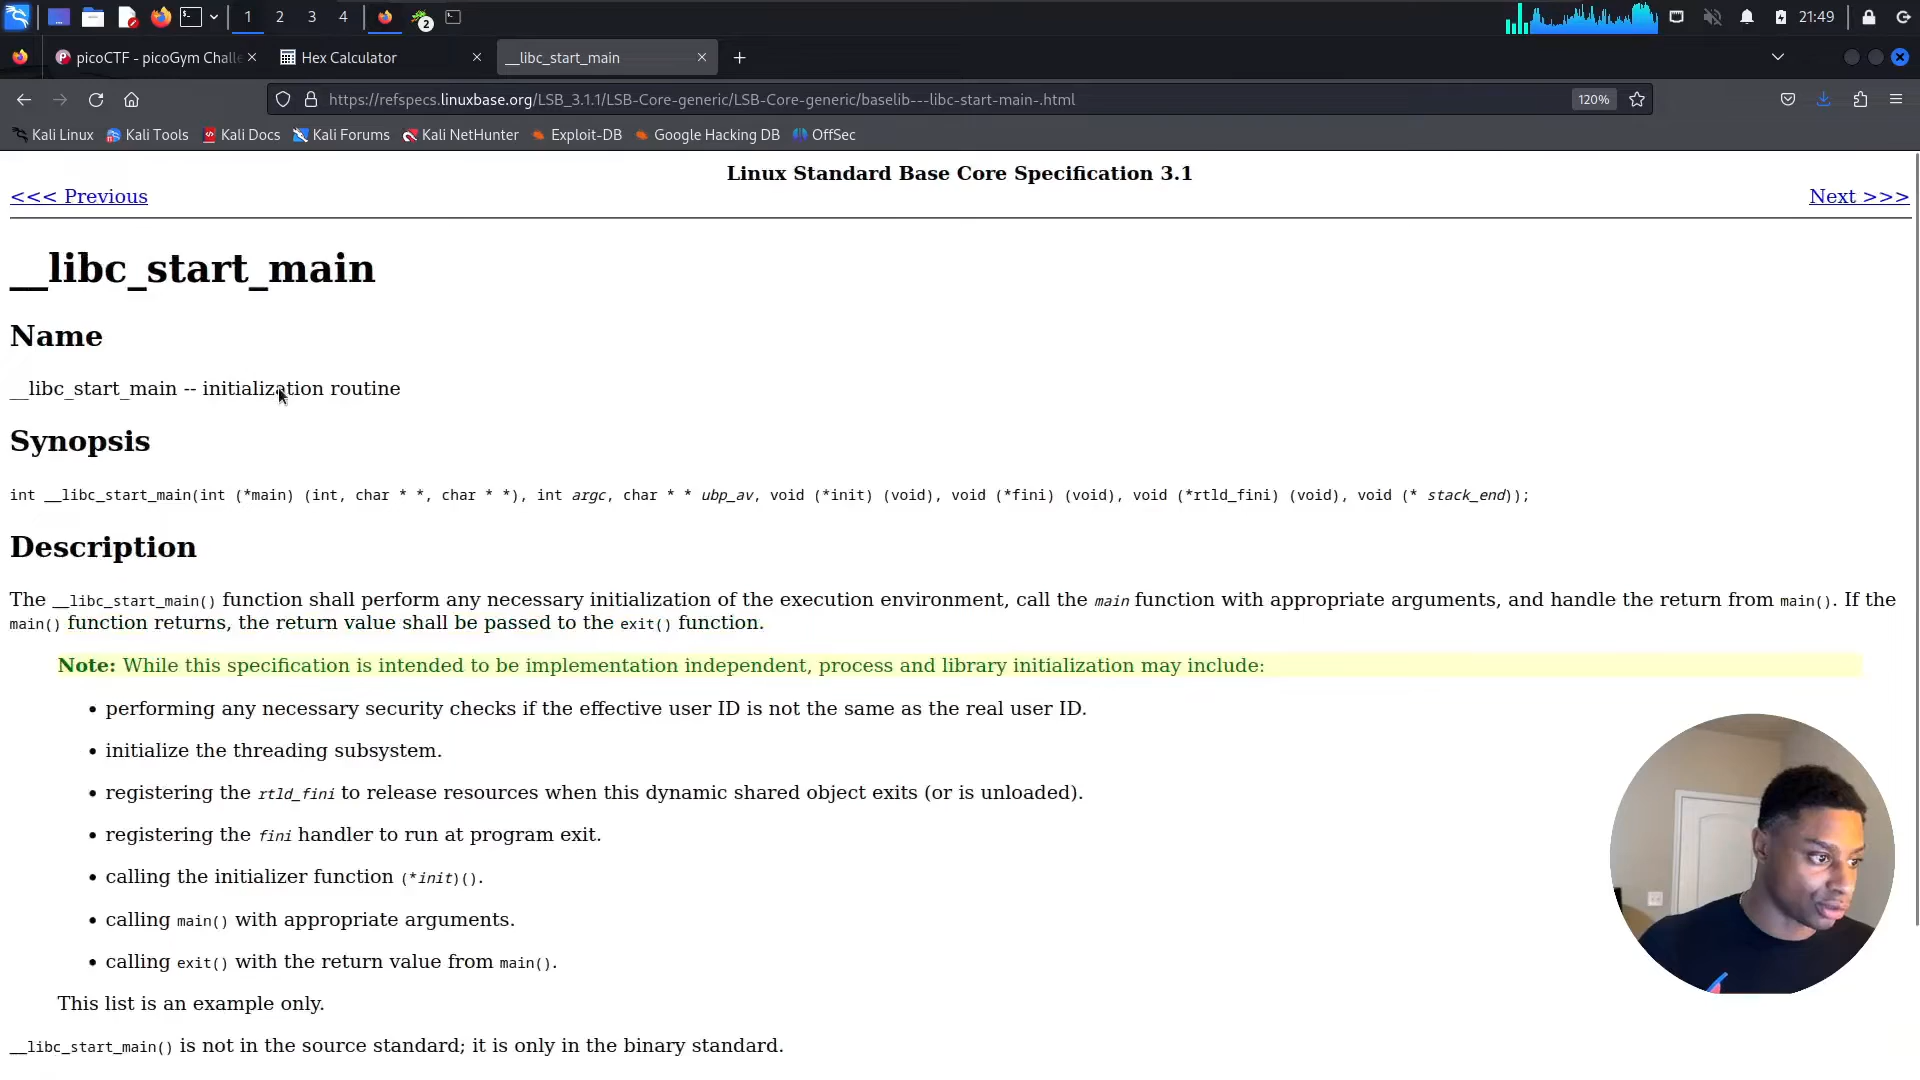 1 2 3 4 2 21:49
picoCTF - picoGym Challe
Hex Calculator
__libc_start_main
https://refspecs.linuxbase.org/LSB_3.1.1/LSB-Core-generic/LSB-Core-generic/baselib---libc-start-main-.html 120%
Kali Linux Kali Tools Kali Docs Kali Forums Kali NetHunter Exploit-DB Google Hacking DB OffSec
Linux Standard Base Core Specification 3.1
<<< Previous Next >>>
__libc_start_main
Name
__libc_start_main -- initialization routine
Synopsis
int __libc_start_main(int (*main) (int, char * *, char * *), int argc, char * * ubp_av, void (*init) (void), void (*fini) (void), void (*rtld_fini) (void), void (* stack_end));
Description
The __libc_start_main() function shall perform any necessary initialization of the execution environment, call the main function with appropriate arguments, and handle the return from main(). If the
main() function returns, the return value shall be passed to the exit() function.
Note: While this specification is intended to be implementation independent, process and library initialization may include:
• performing any necessary security checks if the effective user ID is not the same as the real user ID.
• initialize the threading subsystem.
• registering the rtld_fini to release resources when this dynamic shared object exits (or is unloaded).
• registering the fini handler to run at program exit.
• calling the initializer function (*init)().
• calling main() with appropriate arguments.
• calling exit() with the return value from main().
This list is an example only.
__libc_start_main() is not in the source standard; it is only in the binary standard.